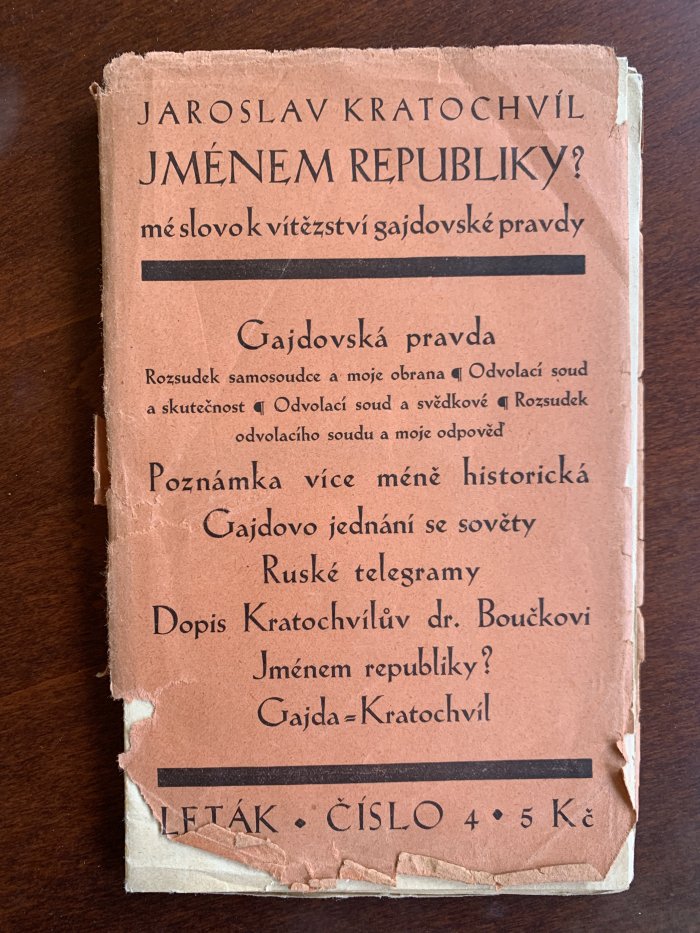 JAROSLAV KRATOCHVÍL
JMÉNEM REPUBLIKY?
mé slovo k vítězství gajdovské pravdy
Gajdovská pravda
Rozsudek samosoudce a moje obrana ¶ Odvolací soud
a skutečnost ¶ Odvolací soud a svědkové ¶ Rozsudek
odvolacího soudu a moje odpověď
Poznámka více méně historická
Gajdovo jednání se sověty
Ruské telegramy
Dopis Kratochvílův dr. Boučkovi
Jménem republiky?
Gajda = Kratochvíl
LETÁK • ČÍSLO 4 • 5 Kč